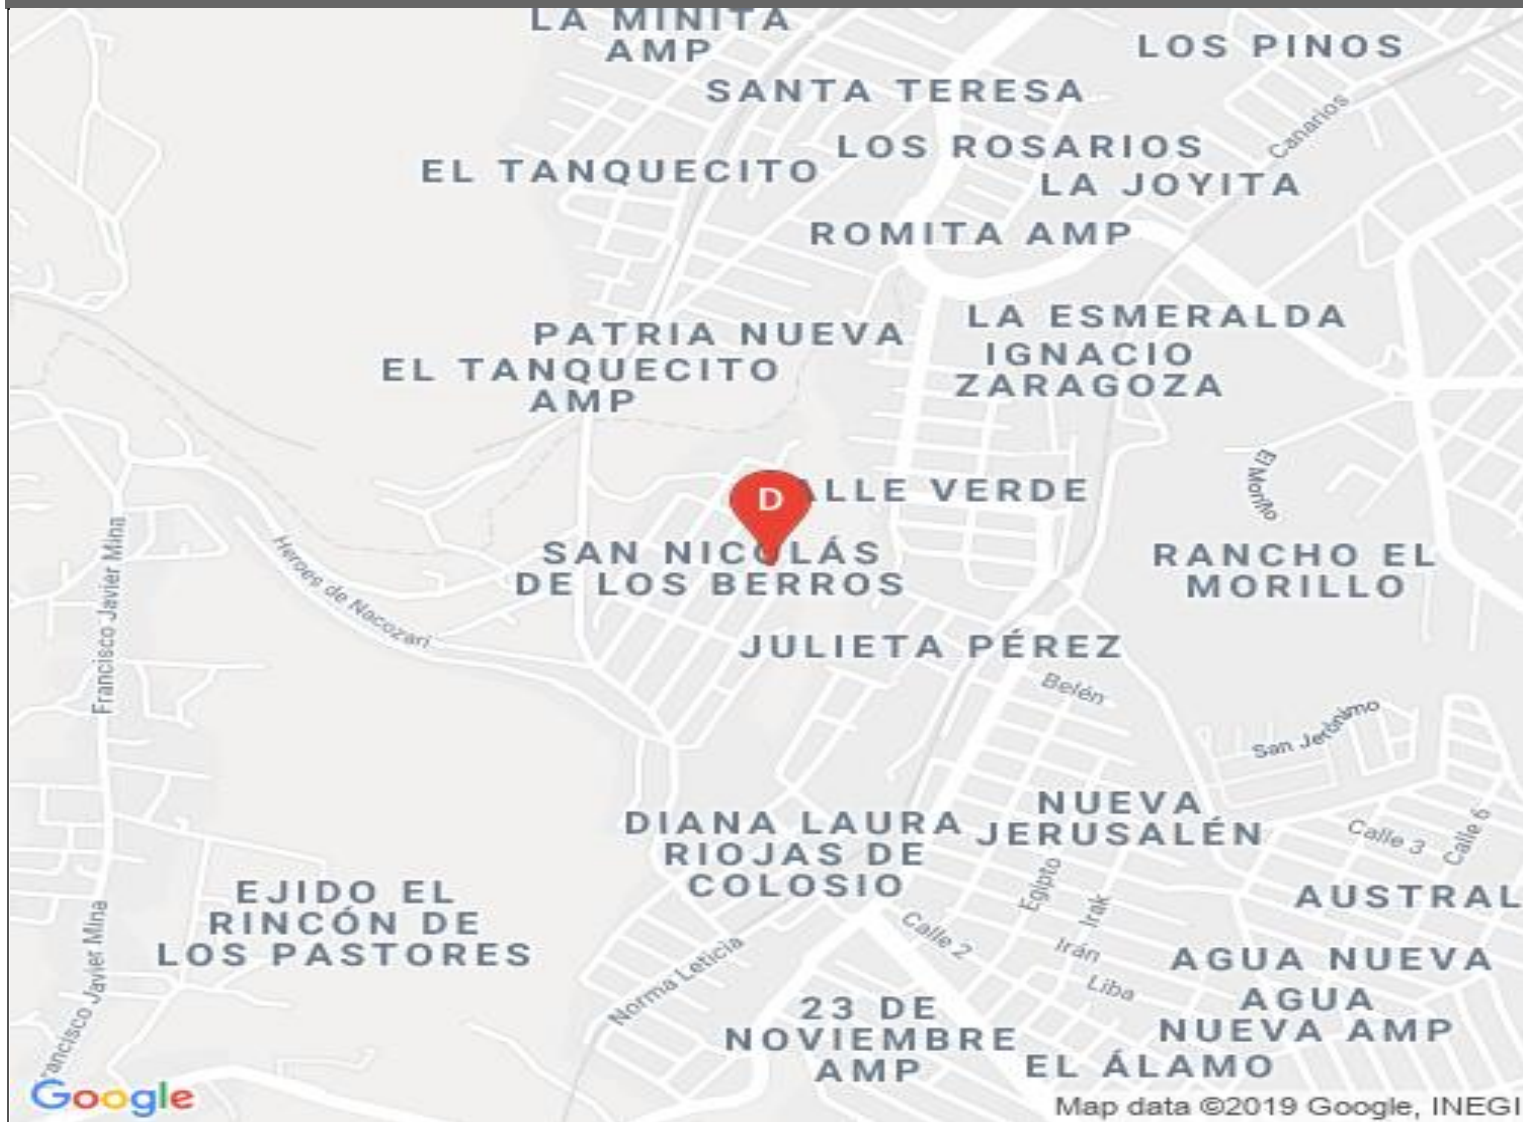 LA MINITA
AMP
LOS PINOS
SANTA TERESA
Canarios
LOS ROSARIOS
EL TANQUECITO
LA JOYITA
ROMITA AMP
LA ESMERALDA
PATRIA NUEVA
IGNACIO
ZARAGOZA
EL TANQUECITO
AMP
El Morillo
D
ALLE VERDE
SAN NICOLÁS
DE LOS BERROS
RANCHO EL
MORILLO
Francisco Javier Mina
Heroes de Nacozari
JULIETA PÉREZ
Belén
San Jerónimo
NUEVA
JERUSALÉN
DIANA LAURA
RIOJAS DE
COLOSIO
Calle 3
Calle 6
Egipto
Irak
AUSTRAL
EJIDO EL
RINCÓN DE
LOS PASTORES
Calle 2
Irán
Liba
AGUA NUEVA
Norma Leticia
AGUA
NUEVA AMP
23 DE
NOVIEMBRE
AMP
EL ÁLAMO
rancisco Javier Mina
Google
Map data ©2019 Google, INEGI